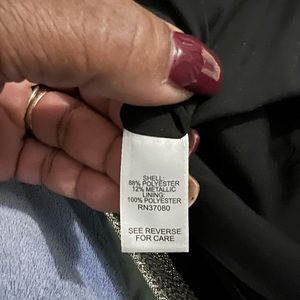 SHELL:
88% POLYESTER
12% METALLIC
LINING:
100% POLYESTER
RN37080
SEE REVERSE
FOR CARE